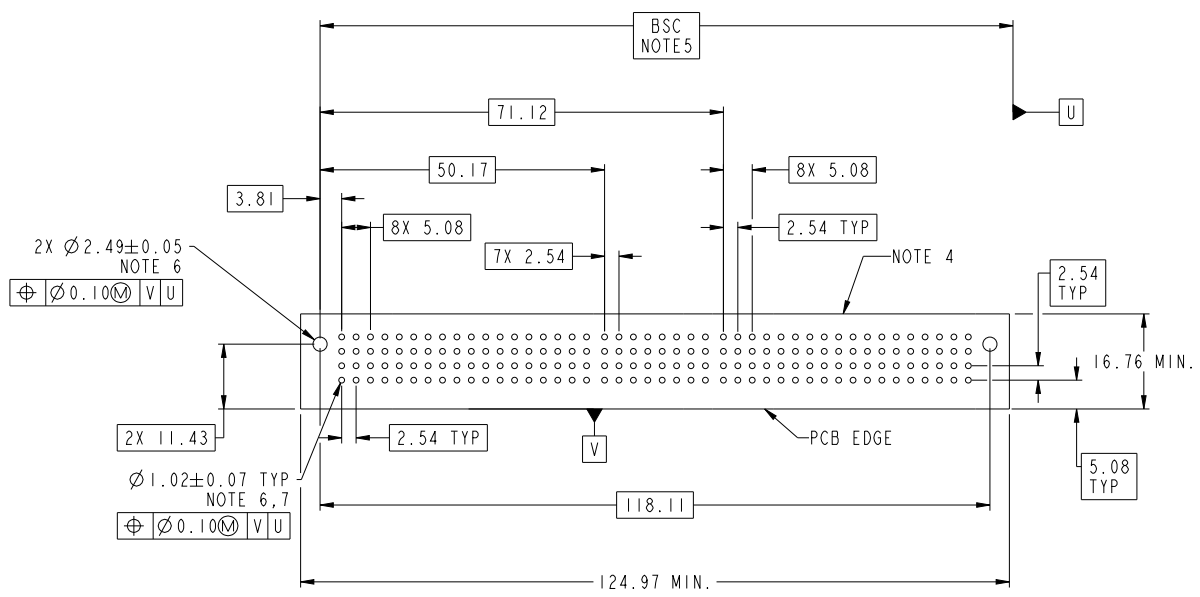 BSC
NOTE5
71.12
U
50.17
8X 5.08
3.81
8X 5.08
2.54 TYP
2X Ø2.49±0.05
NOTE 6
7X 2.54
NOTE 4
2.54
TYP
⌖ Ø0.10Ⓜ V U
16.76 MIN.
2X 11.43
2.54 TYP
V
PCB EDGE
Ø1.02±0.07 TYP
NOTE 6,7
5.08
TYP
⌖ Ø0.10Ⓜ V U
118.11
124.97 MIN.